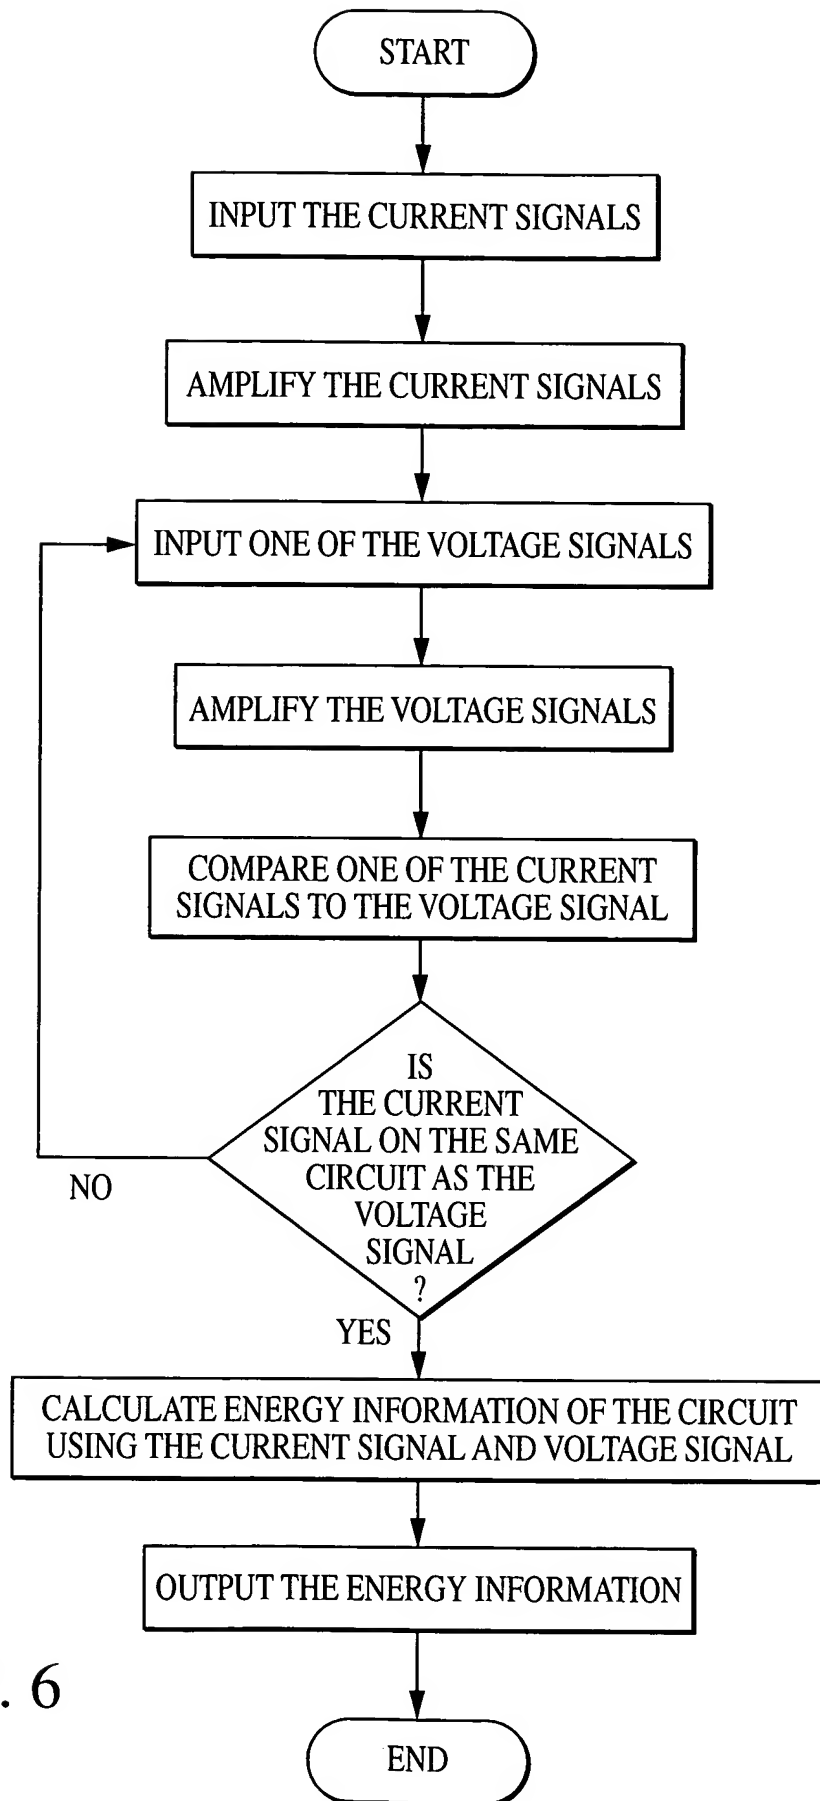 START
INPUT THE CURRENT SIGNALS
AMPLIFY THE CURRENT SIGNALS
INPUT ONE OF THE VOLTAGE SIGNALS
AMPLIFY THE VOLTAGE SIGNALS
COMPARE ONE OF THE CURRENT
SIGNALS TO THE VOLTAGE SIGNAL
IS
THE CURRENT
SIGNAL ON THE SAME
CIRCUIT AS THE
VOLTAGE
SIGNAL
?
NO
YES
CALCULATE ENERGY INFORMATION OF THE CIRCUIT
USING THE CURRENT SIGNAL AND VOLTAGE SIGNAL
OUTPUT THE ENERGY INFORMATION
. 6
END